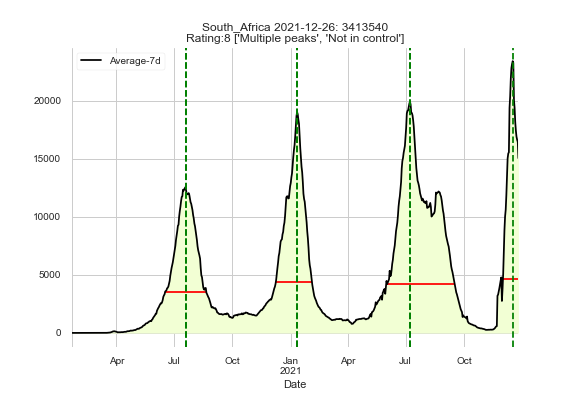 South_Africa 2021-12-26: 3413540
Rating:8 ['Multiple peaks', 'Not in control']
Average-7d
20000
15000
10000
5000
0
Apr Jul Oct Jan Apr Jul Oct
2021
Date